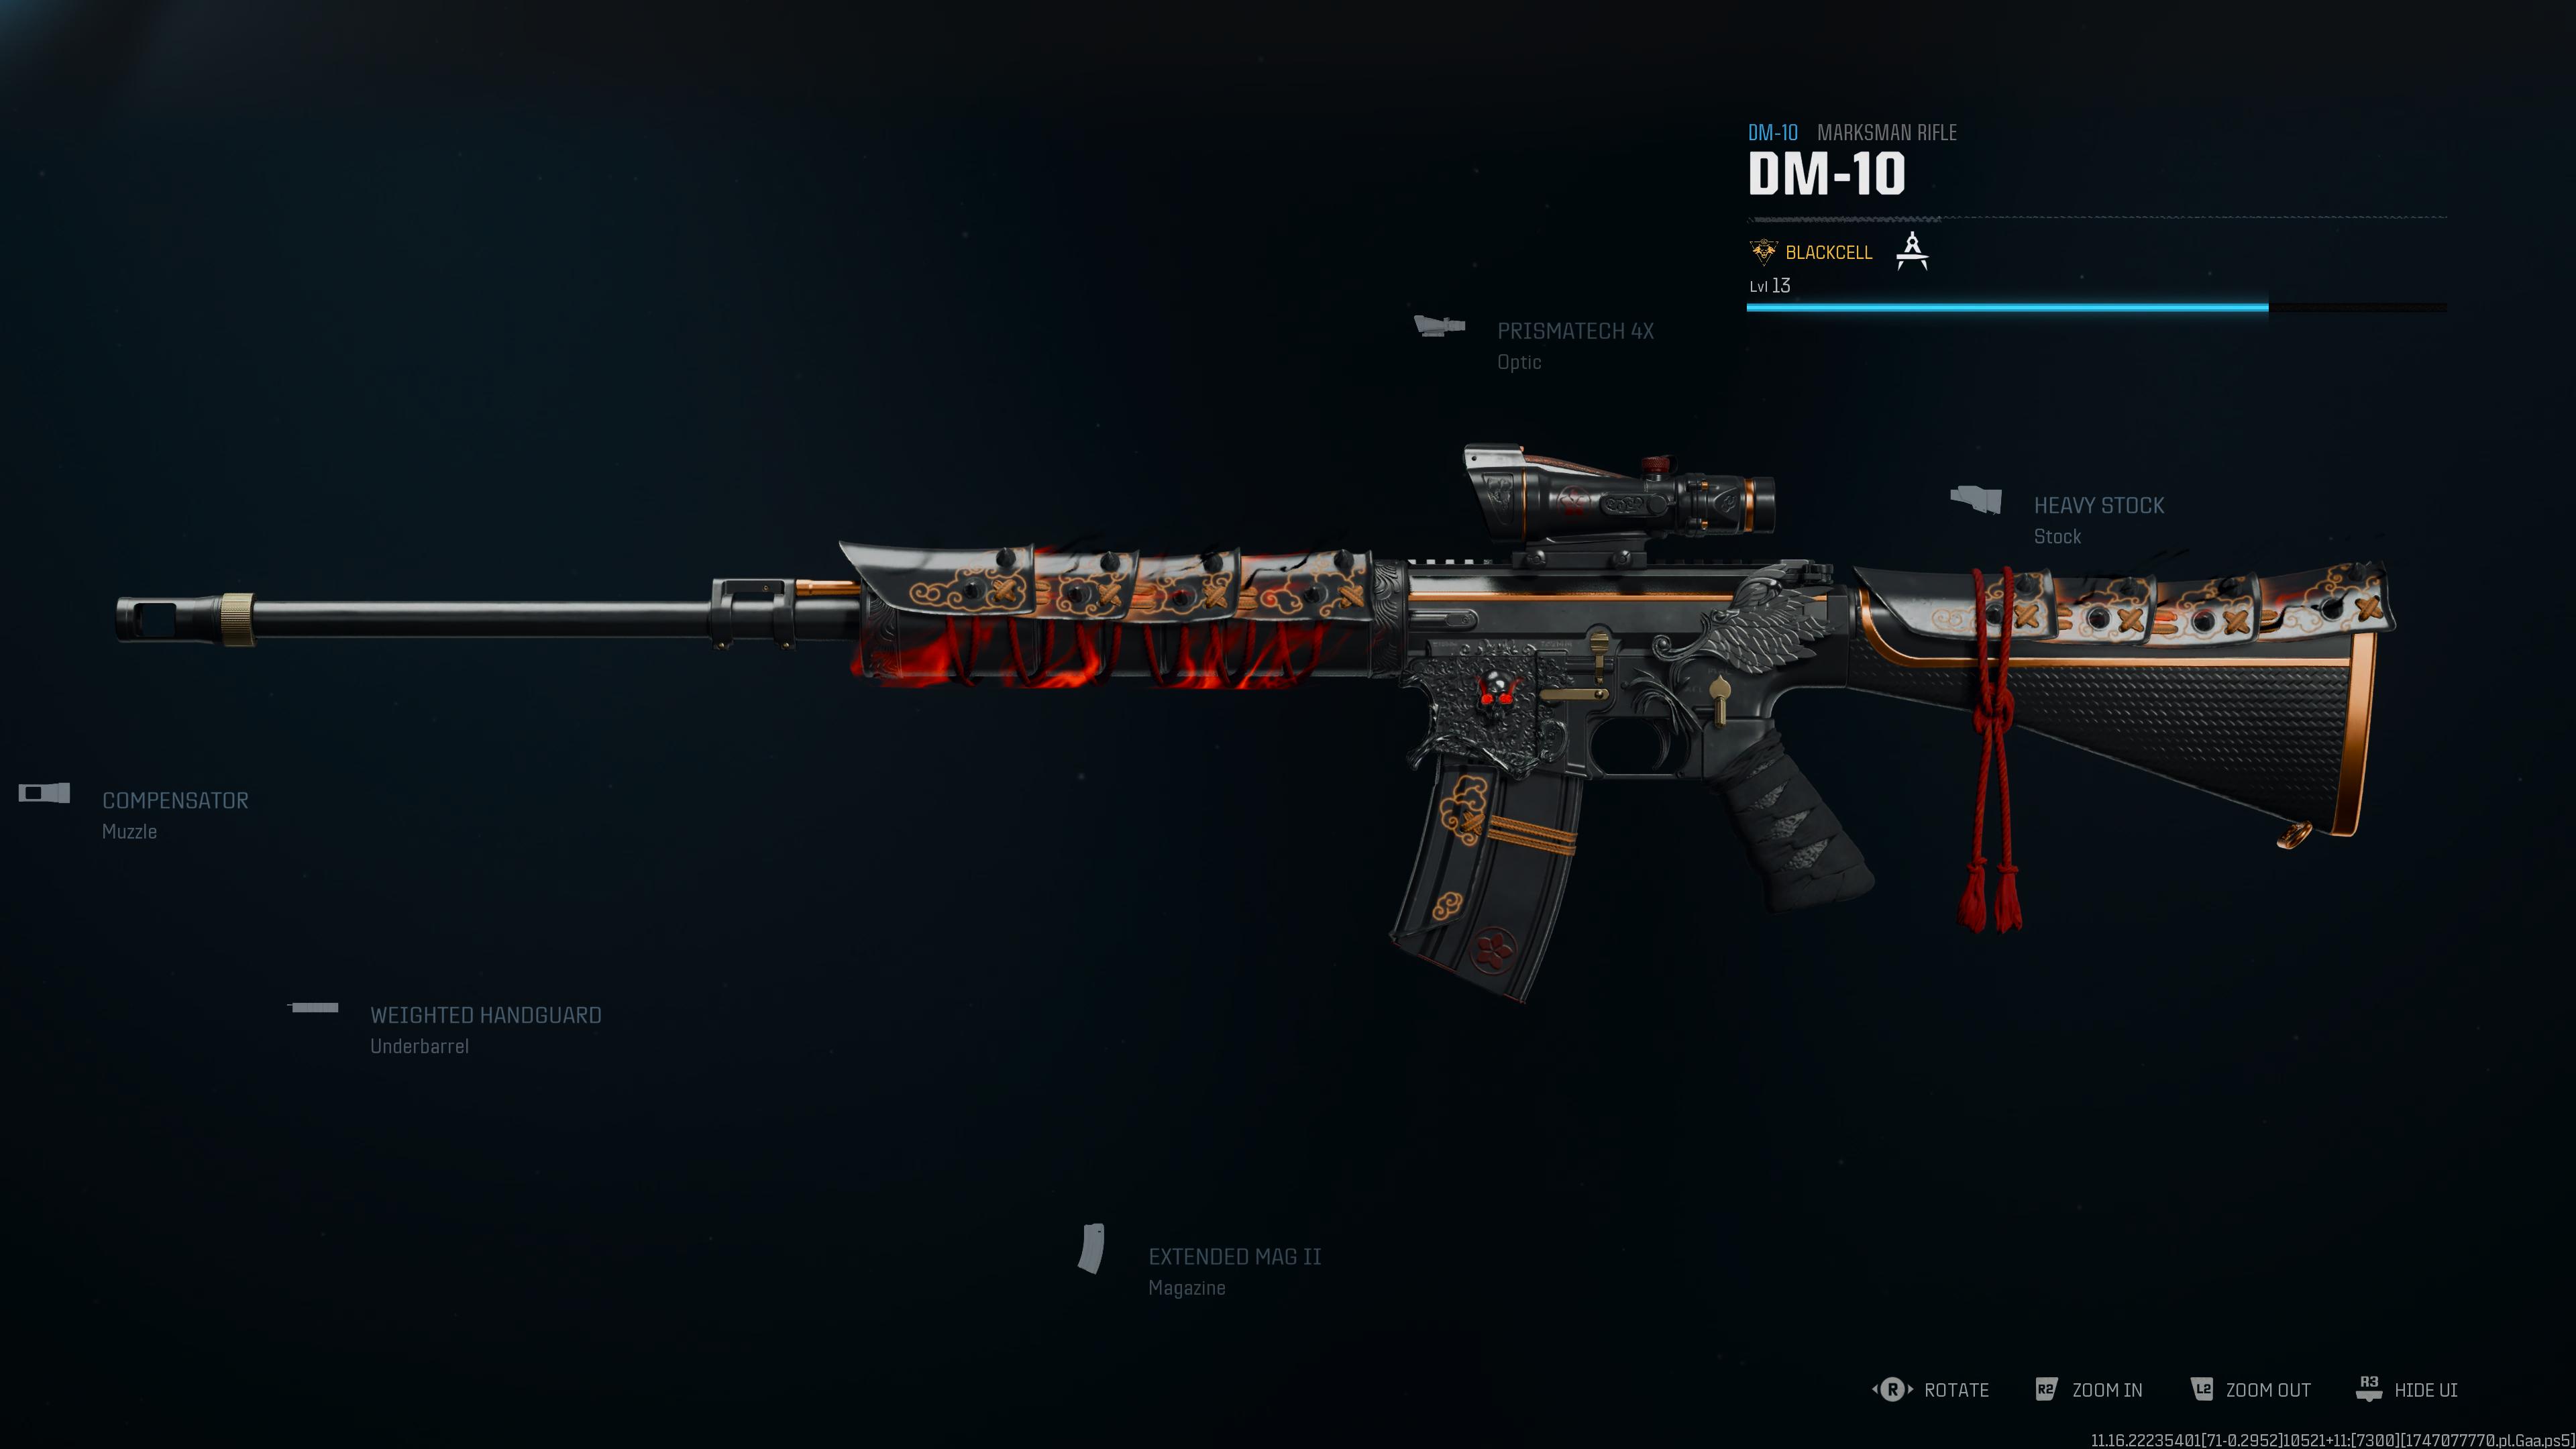 DM-10 MARKSMAN RIFLE
DM-10
BLACKCELL
Lvl 13
PRISMATECH 4X
Optic
HEAVY STOCK
Stock
COMPENSATOR
Muzzle
WEIGHTED HANDGUARD
Underbarrel
EXTENDED MAG II
Magazine
R ROTATE R2 ZOOM IN L2 ZOOM OUT R3 HIDE UI
11.16.22235401[71-0.2952]10521+11:[7300][1747077770.pl.Gaa.ps5]